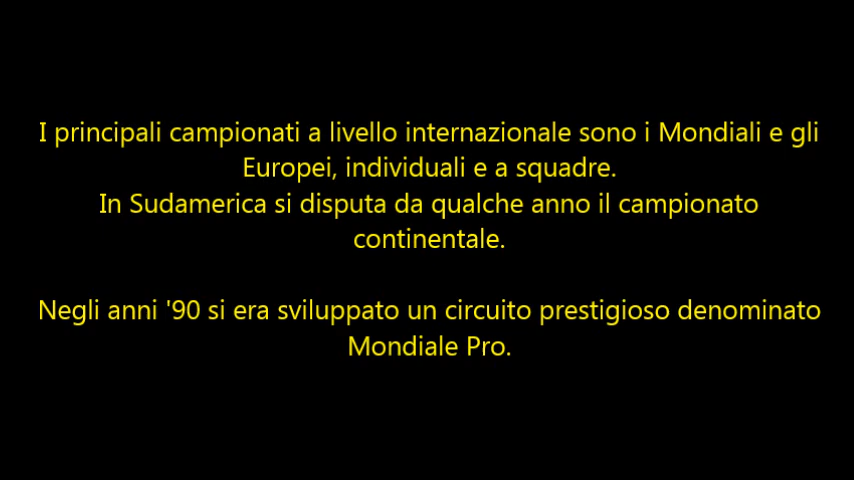 I principali campionati a livello internazionale sono i Mondiali e gli
Europei, individuali e a squadre.
In Sudamerica si disputa da qualche anno il campionato
continentale.
Negli anni '90 si era sviluppato un circuito prestigioso denominato
Mondiale Pro.